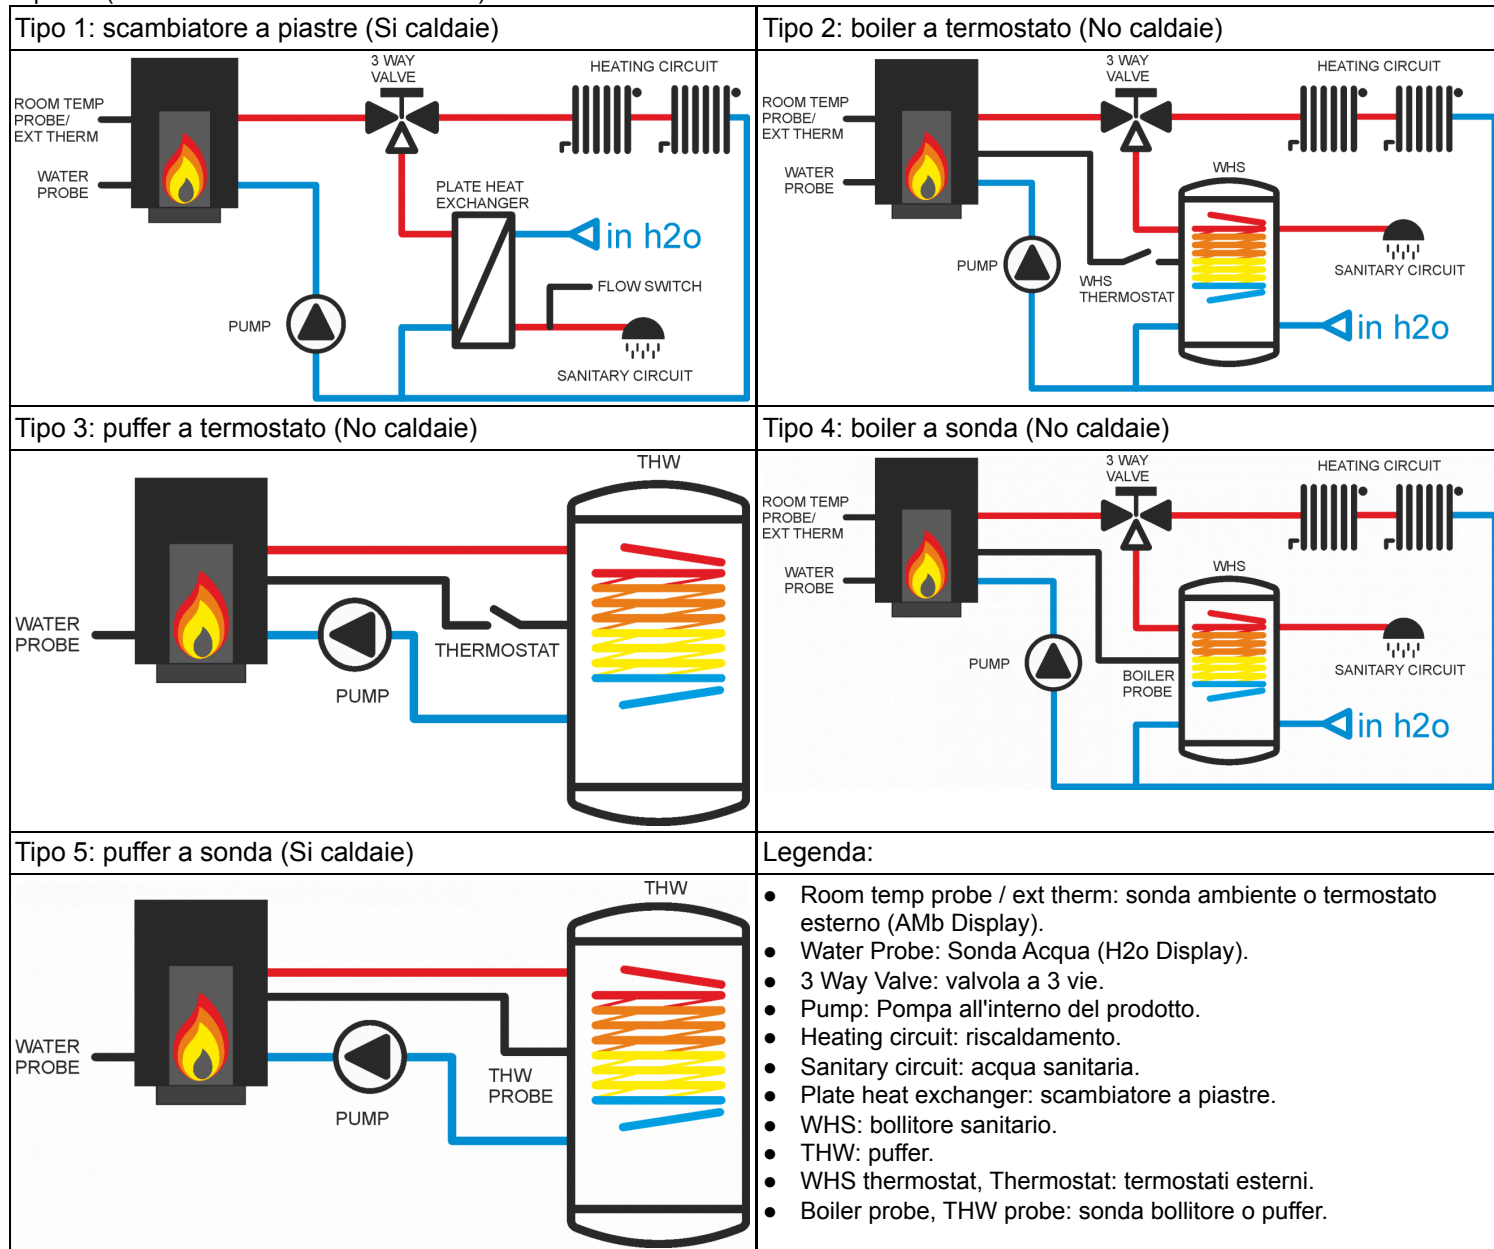 Tipo 1: scambiatore a piastre (Si caldaie)
3 WAY
VALVE
HEATING CIRCUIT
ROOM TEMP
PROBE/
EXT THERM
WATER
PROBE
PLATE HEAT
EXCHANGER
in h2o
FLOW SWITCH
PUMP
SANITARY CIRCUIT
Tipo 2: boiler a termostato (No caldaie)
3 WAY
VALVE
HEATING CIRCUIT
ROOM TEMP
PROBE/
EXT THERM
WATER
PROBE
WHS
PUMP
WHS
THERMOSTAT
SANITARY CIRCUIT
in h2o
Tipo 3: puffer a termostato (No caldaie)
THW
WATER
PROBE
THERMOSTAT
PUMP
Tipo 4: boiler a sonda (No caldaie)
3 WAY
VALVE
HEATING CIRCUIT
ROOM TEMP
PROBE/
EXT THERM
WATER
PROBE
WHS
PUMP
BOILER
PROBE
SANITARY CIRCUIT
in h2o
Tipo 5: puffer a sonda (Si caldaie)
THW
WATER
PROBE
THW
PROBE
PUMP
Legenda:
● Room temp probe / ext therm: sonda ambiente o termostato
esterno (AMb Display).
● Water Probe: Sonda Acqua (H2o Display).
● 3 Way Valve: valvola a 3 vie.
● Pump: Pompa all'interno del prodotto.
● Heating circuit: riscaldamento.
● Sanitary circuit: acqua sanitaria.
● Plate heat exchanger: scambiatore a piastre.
● WHS: bollitore sanitario.
● THW: puffer.
● WHS thermostat, Thermostat: termostati esterni.
● Boiler probe, THW probe: sonda bollitore o puffer.